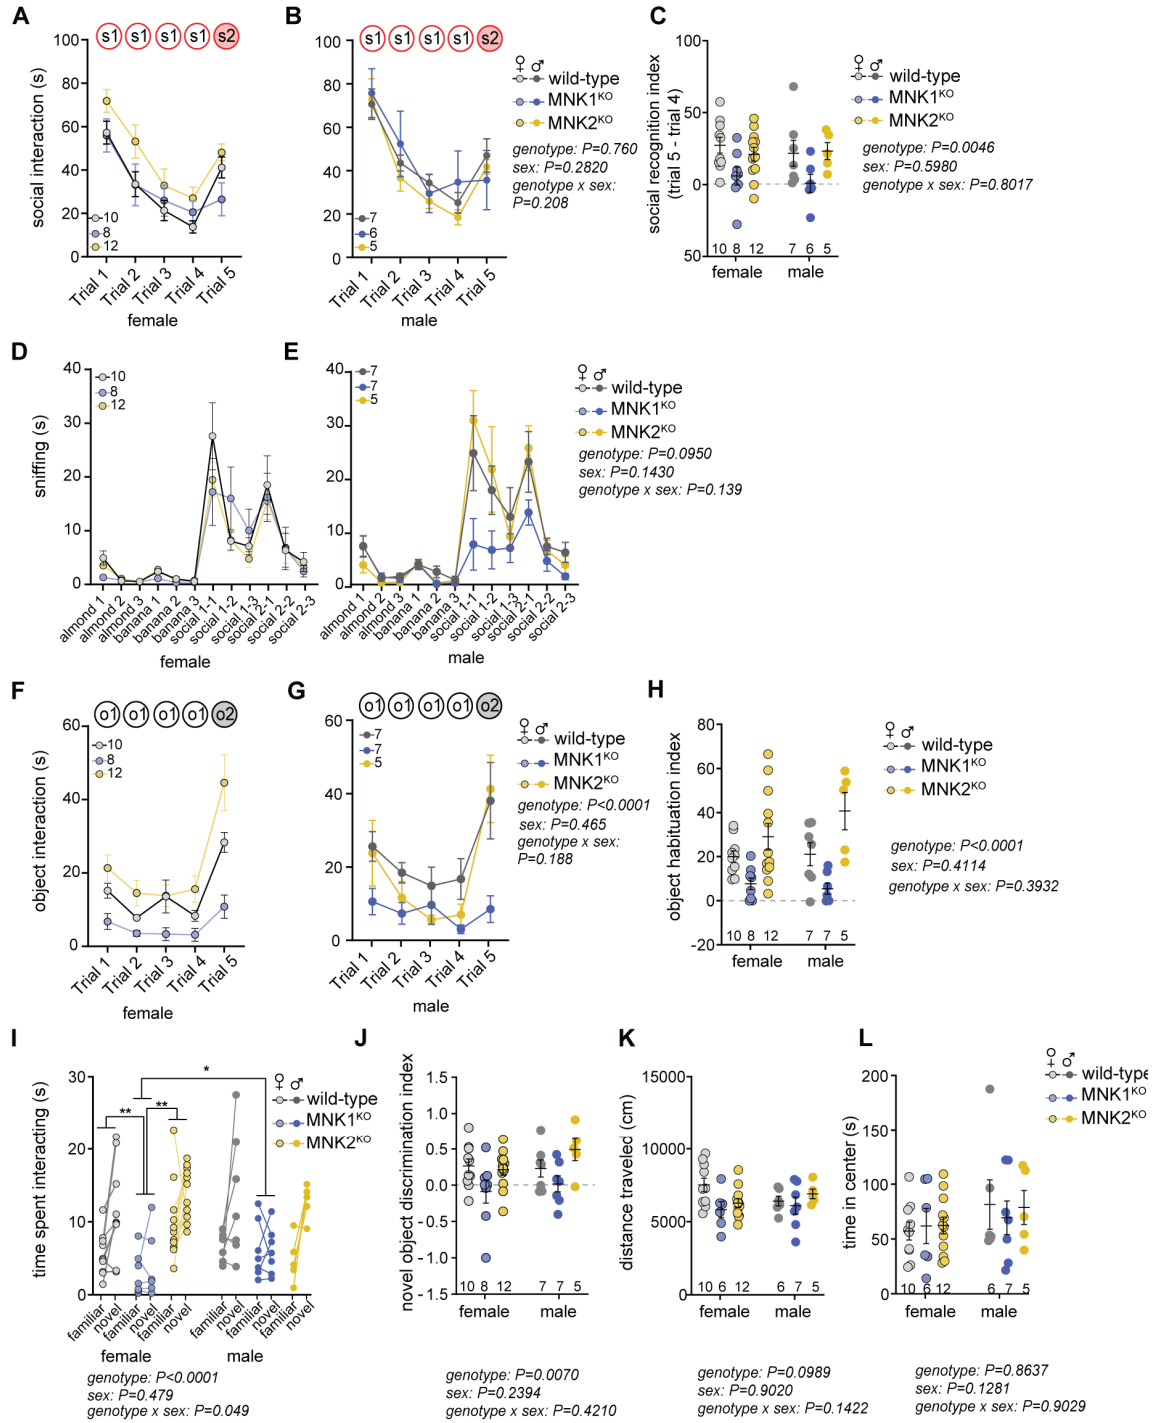 A
s1 s1 s1 s1 s2
100
80
60
40
20
0
social interaction (s)
10
8
12
Trial 1 Trial 2 Trial 3 Trial 4 Trial 5
female
B
s1 s1 s1 s1 s2
100
80
60
40
20
0
social interaction (s)
7
6
5
Trial 1 Trial 2 Trial 3 Trial 4 Trial 5
male
♀ ♂
wild-type
MNK1KO
MNK2KO
genotype: P=0.760
sex: P=0.2820
genotype x sex:
P=0.208
C
100
50
0
50
social recognition index
(trial 5 - trial 4)
10 8 12 7 6 5
female male
♀ ♂
wild-type
MNK1KO
MNK2KO
genotype: P=0.0046
sex: P=0.5980
genotype x sex: P=0.8017
D
40
30
20
10
0
sniffing (s)
10
8
12
almond 1 almond 2 almond 3 banana 1 banana 2 banana 3 social 1-1 social 1-2 social 1-3 social 2-1 social 2-2 social 2-3
female
E
40
30
20
10
0
7
7
5
almond 1 almond 2 almond 3 banana 1 banana 2 banana 3 social 1-1 social 1-2 social 1-3 social 2-1 social 2-2 social 2-3
male
♀ ♂
wild-type
MNK1KO
MNK2KO
genotype: P=0.0950
sex: P=0.1430
genotype x sex: P=0.139
F
o1 o1 o1 o1 o2
60
40
20
0
object interaction (s)
10
8
12
Trial 1 Trial 2 Trial 3 Trial 4 Trial 5
female
G
o1 o1 o1 o1 o2
60
40
20
0
7
7
5
Trial 1 Trial 2 Trial 3 Trial 4 Trial 5
male
♀ ♂
wild-type
MNK1KO
MNK2KO
genotype: P<0.0001
sex: P=0.465
genotype x sex:
P=0.188
H
80
60
40
20
0
-20
object habituation index
10 8 12 7 7 5
female male
♀ ♂
wild-type
MNK1KO
MNK2KO
genotype: P<0.0001
sex: P=0.4114
genotype x sex: P=0.3932
I
30
20
10
0
time spent interacting (s)
** ** *
familiar novel familiar novel familiar novel familiar novel familiar novel familiar novel
female male
♀ ♂
wild-type
MNK1KO
MNK2KO
genotype: P<0.0001
sex: P=0.479
genotype x sex: P=0.049
J
1.5
1.0
0.5
0.0
-0.5
-1.0
-1.5
novel object discrimination index
10 8 12 7 7 5
female male
genotype: P=0.0070
sex: P=0.2394
genotype x sex: P=0.4210
K
15000
10000
5000
0
distance traveled (cm)
10 6 12 6 7 5
female male
genotype: P=0.0989
sex: P=0.9020
genotype x sex: P=0.1422
L
200
150
100
50
0
time in center (s)
10 6 12 6 7 5
female male
♀ ♂
wild-type
MNK1KO
MNK2KO
genotype: P=0.8637
sex: P=0.1281
genotype x sex: P=0.9029